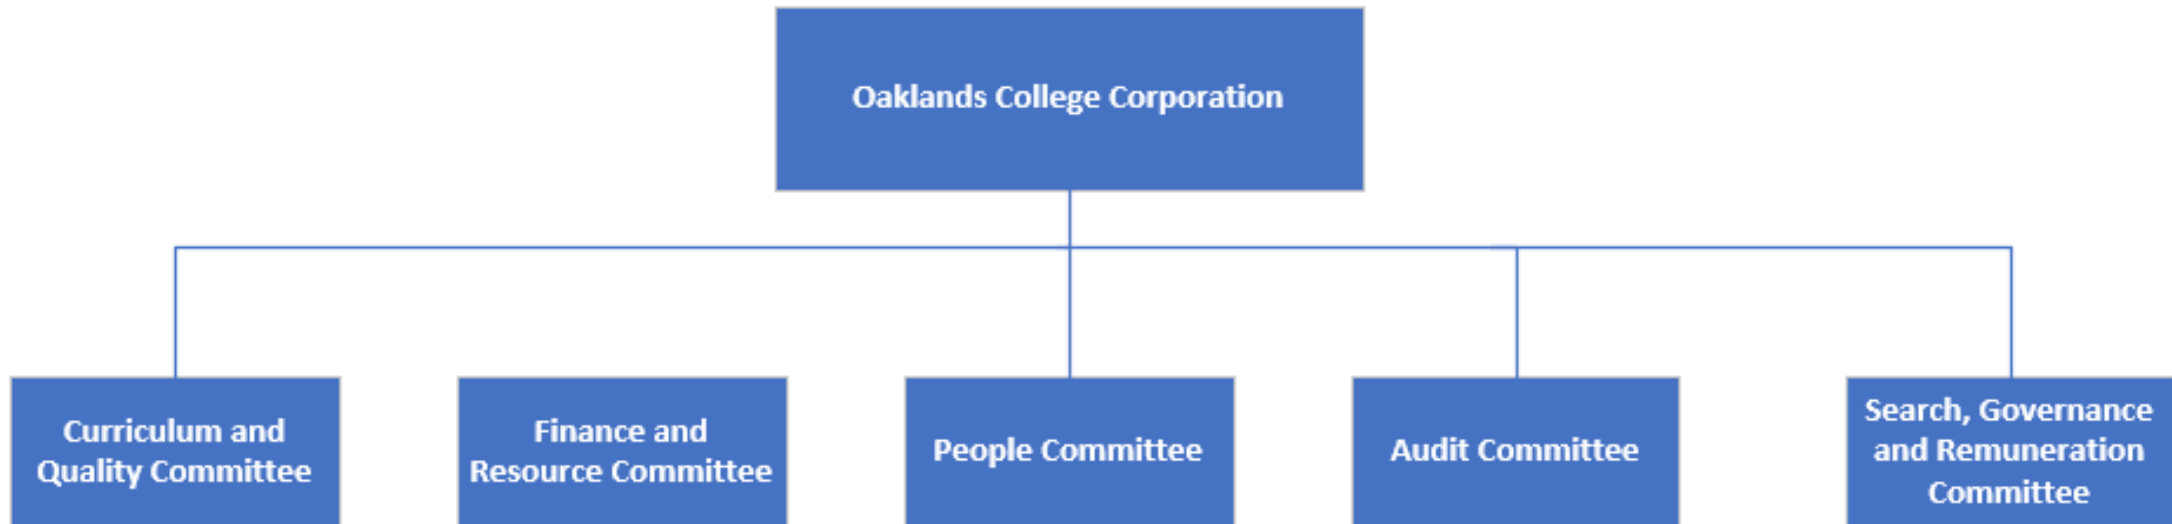 Oaklands College Corporation
Curriculum and
Quality Committee
Finance and
Resource Committee
People Committee
Audit Committee
Search, Governance
and Remuneration
Committee